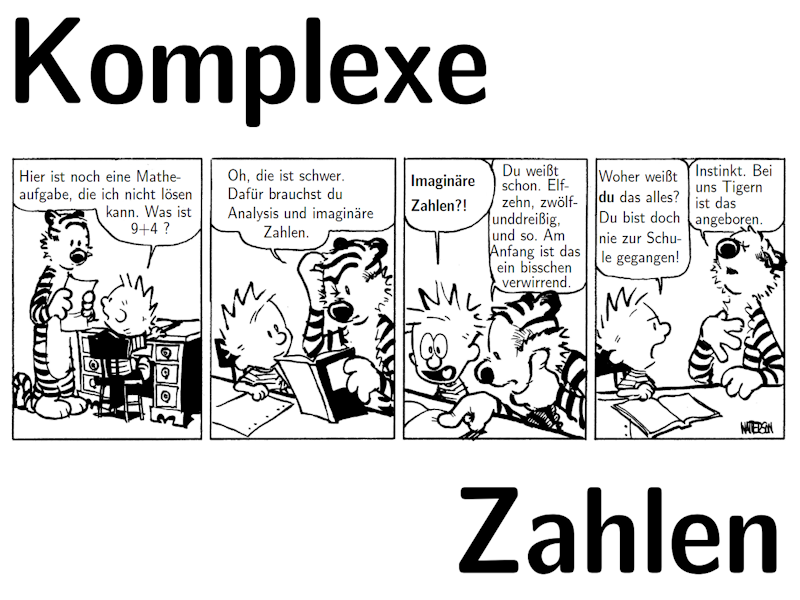 Komplexe
Hier ist noch eine Mathe-
aufgabe, die ich nicht lösen
kann. Was ist
9+4 ?
Oh, die ist schwer.
Dafür brauchst du
Analysis und imaginäre
Zahlen.
Imaginäre
Zahlen?!
Du weißt
schon. Elf-
zehn, zwölf-
unddreißig,
und so. Am
Anfang ist das
ein bisschen
verwirrend.
Woher weißt
du das alles?
Du bist doch
nie zur Schu-
le gegangen!
Instinkt. Bei
uns Tigern
ist das
angeboren.
WATTERSON
Zahlen